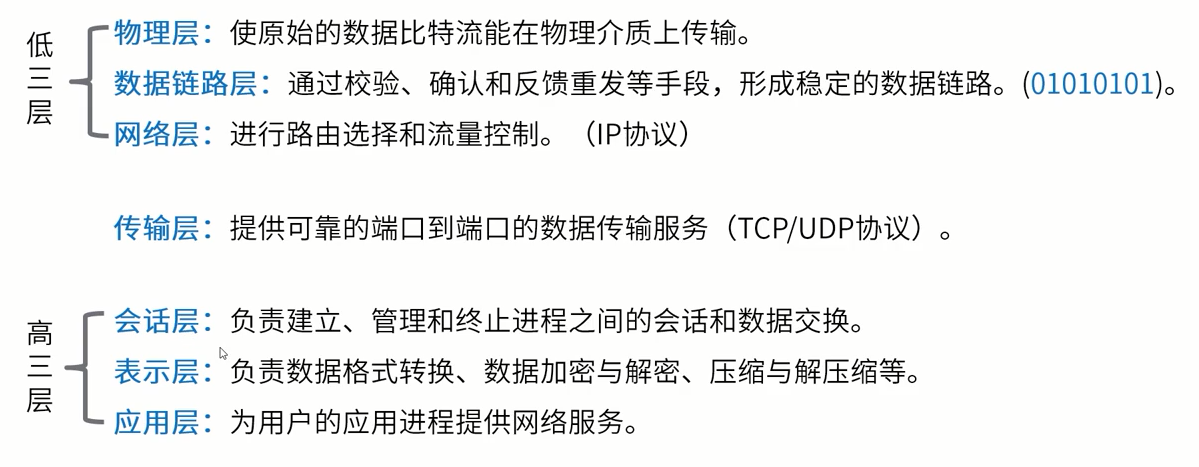 低三层
物理层：使原始的数据比特流能在物理介质上传输。
数据链路层：通过校验、确认和反馈重发等手段，形成稳定的数据链路。(01010101)。
网络层：进行路由选择和流量控制。（IP协议）
传输层：提供可靠的端口到端口的数据传输服务（TCP/UDP协议）。
高三层
会话层：负责建立、管理和终止进程之间的会话和数据交换。
表示层：负责数据格式转换、数据加密与解密、压缩与解压缩等。
应用层：为用户的应用进程提供网络服务。